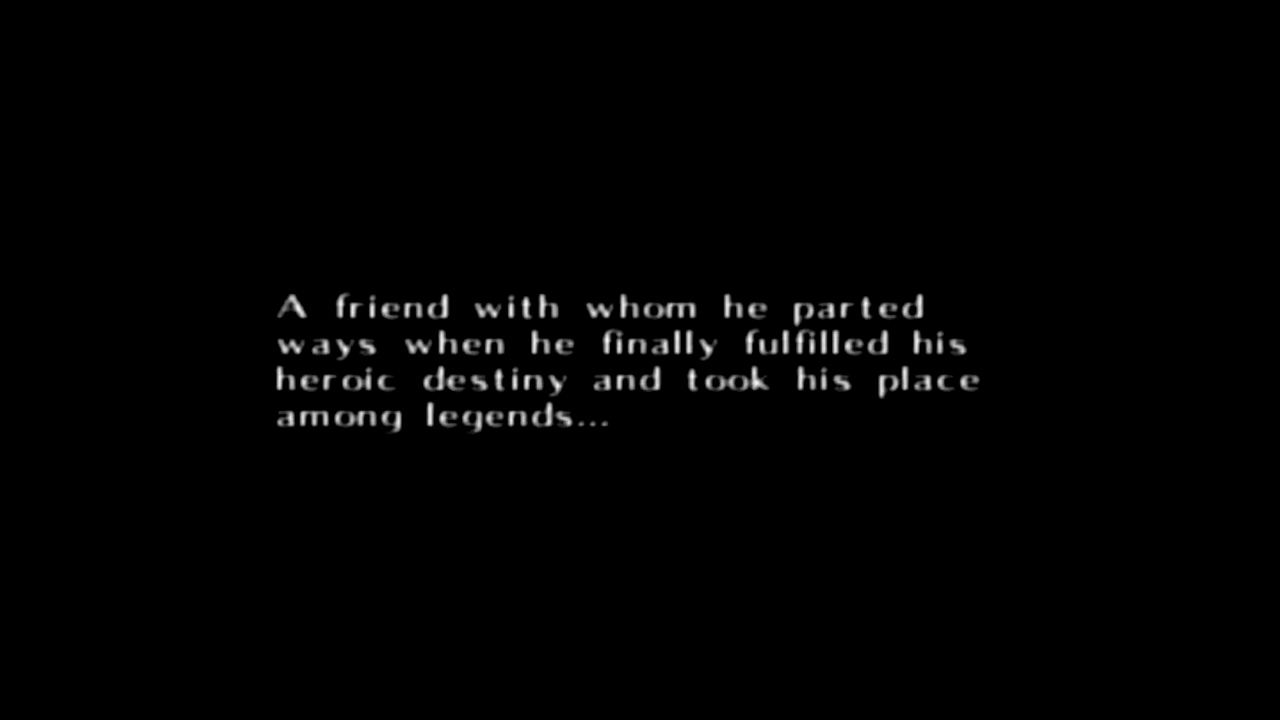 A friend with whom he parted
ways when he finally fulfilled his
heroic destiny and took his place
among legends...